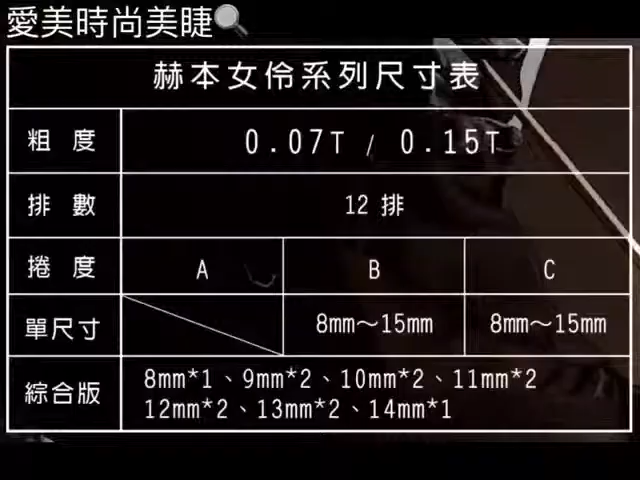 愛美時尚美睫🔍
赫本女伶系列尺寸表
粗 度 0.07T / 0.15T
排 數 12 排
捲 度 A B C
單尺寸 8mm～15mm 8mm～15mm
綜合版 8mm*1、9mm*2、10mm*2、11mm*2
12mm*2、13mm*2、14mm*1